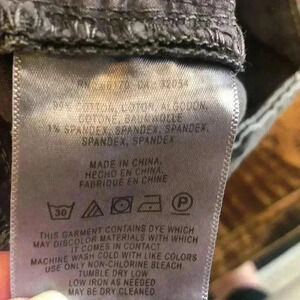 CA
99% COTTON, COTON, ALGODON,
COTONE, BAUMWOLLE
1% SPANDEX, SPANDEX, SPANDEX,
SPANDEX, SPANDEX
MADE IN CHINA,
HECHO EN CHINA,
FABRIQUÉ EN CHINE
30 P
THIS GARMENT CONTAINS DYE WHICH
MAY DISCOLOR MATERIALS WITH WHICH
IT COMES IN CONTACT
MACHINE WASH COLD WITH LIKE COLORS
USE ONLY NON-CHLORINE BLEACH
TUMBLE DRY LOW
LOW IRON AS NEEDED
MAY BE DRY CLEANED